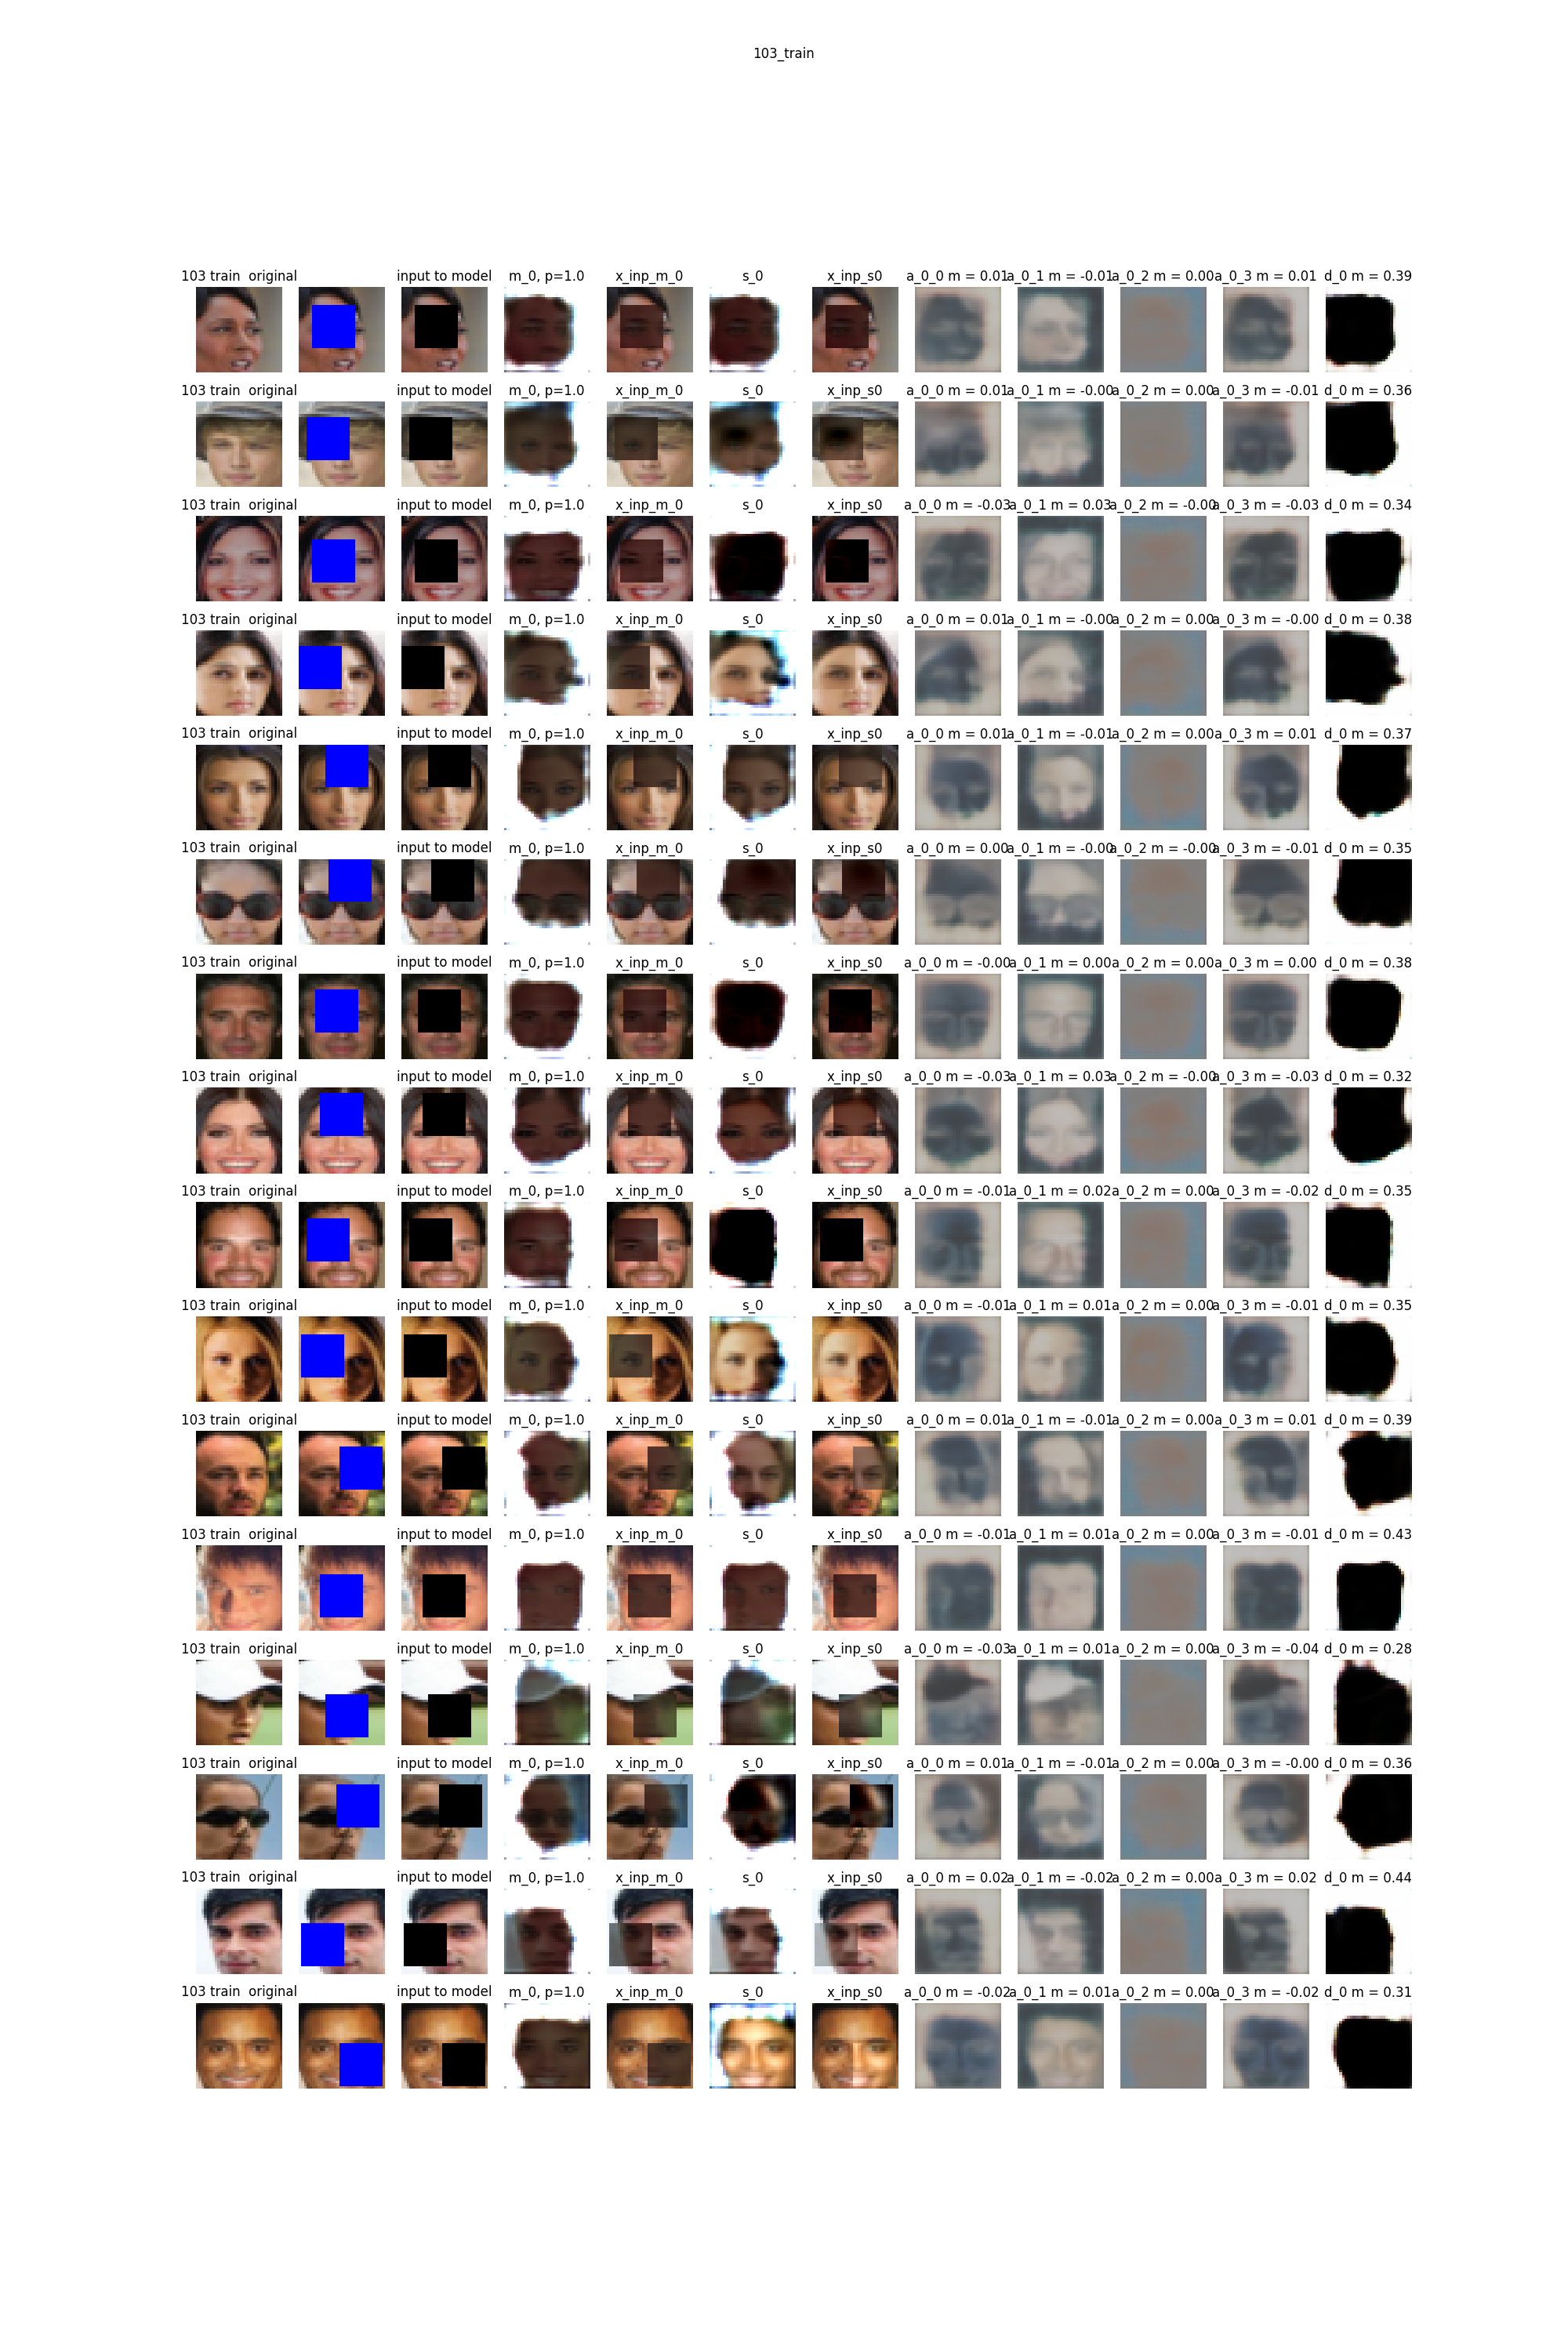 103_train
103 train  original input to model m_0, p=1.0 x_inp_m_0 s_0 x_inp_s0 a_0_0 m = 0.01 a_0_1 m = -0.01 a_0_2 m = 0.00 a_0_3 m = 0.01 d_0 m = 0.39
103 train  original input to model m_0, p=1.0 x_inp_m_0 s_0 x_inp_s0 a_0_0 m = 0.01 a_0_1 m = -0.00 a_0_2 m = 0.00 a_0_3 m = -0.01 d_0 m = 0.36
103 train  original input to model m_0, p=1.0 x_inp_m_0 s_0 x_inp_s0 a_0_0 m = -0.03 a_0_1 m = 0.03 a_0_2 m = -0.00 a_0_3 m = -0.03 d_0 m = 0.34
103 train  original input to model m_0, p=1.0 x_inp_m_0 s_0 x_inp_s0 a_0_0 m = 0.01 a_0_1 m = -0.00 a_0_2 m = 0.00 a_0_3 m = -0.00 d_0 m = 0.38
103 train  original input to model m_0, p=1.0 x_inp_m_0 s_0 x_inp_s0 a_0_0 m = 0.01 a_0_1 m = -0.01 a_0_2 m = 0.00 a_0_3 m = 0.01 d_0 m = 0.37
103 train  original input to model m_0, p=1.0 x_inp_m_0 s_0 x_inp_s0 a_0_0 m = 0.00 a_0_1 m = -0.00 a_0_2 m = -0.00 a_0_3 m = -0.01 d_0 m = 0.35
103 train  original input to model m_0, p=1.0 x_inp_m_0 s_0 x_inp_s0 a_0_0 m = -0.00 a_0_1 m = 0.00 a_0_2 m = 0.00 a_0_3 m = 0.00 d_0 m = 0.38
103 train  original input to model m_0, p=1.0 x_inp_m_0 s_0 x_inp_s0 a_0_0 m = -0.03 a_0_1 m = 0.03 a_0_2 m = -0.00 a_0_3 m = -0.03 d_0 m = 0.32
103 train  original input to model m_0, p=1.0 x_inp_m_0 s_0 x_inp_s0 a_0_0 m = -0.01 a_0_1 m = 0.02 a_0_2 m = 0.00 a_0_3 m = -0.02 d_0 m = 0.35
103 train  original input to model m_0, p=1.0 x_inp_m_0 s_0 x_inp_s0 a_0_0 m = -0.01 a_0_1 m = 0.01 a_0_2 m = 0.00 a_0_3 m = -0.01 d_0 m = 0.35
103 train  original input to model m_0, p=1.0 x_inp_m_0 s_0 x_inp_s0 a_0_0 m = 0.01 a_0_1 m = -0.01 a_0_2 m = 0.00 a_0_3 m = 0.01 d_0 m = 0.39
103 train  original input to model m_0, p=1.0 x_inp_m_0 s_0 x_inp_s0 a_0_0 m = -0.01 a_0_1 m = 0.01 a_0_2 m = 0.00 a_0_3 m = -0.01 d_0 m = 0.43
103 train  original input to model m_0, p=1.0 x_inp_m_0 s_0 x_inp_s0 a_0_0 m = -0.03 a_0_1 m = 0.01 a_0_2 m = 0.00 a_0_3 m = -0.04 d_0 m = 0.28
103 train  original input to model m_0, p=1.0 x_inp_m_0 s_0 x_inp_s0 a_0_0 m = 0.01 a_0_1 m = -0.01 a_0_2 m = 0.00 a_0_3 m = -0.00 d_0 m = 0.36
103 train  original input to model m_0, p=1.0 x_inp_m_0 s_0 x_inp_s0 a_0_0 m = 0.02 a_0_1 m = -0.02 a_0_2 m = 0.00 a_0_3 m = 0.02 d_0 m = 0.44
103 train  original input to model m_0, p=1.0 x_inp_m_0 s_0 x_inp_s0 a_0_0 m = -0.02 a_0_1 m = 0.01 a_0_2 m = 0.00 a_0_3 m = -0.02 d_0 m = 0.31